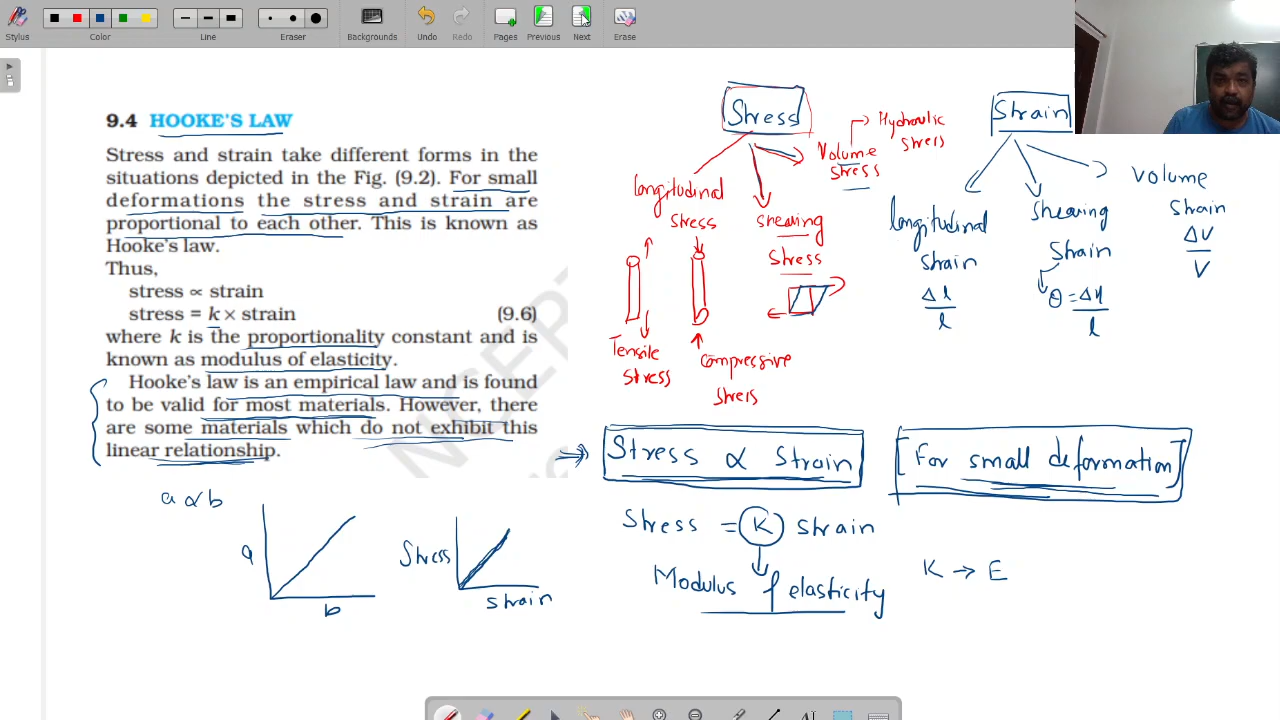 Stylus
Color
Line
Eraser
Backgrounds
Undo
Redo
Pages
Previous
Next
Erase
9.4 HOOKE'S LAW
Stress and strain take different forms in the
situations depicted in the Fig. (9.2). For small
deformations the stress and strain are
proportional to each other. This is known as
Hooke's law.
Thus,
stress ∝ strain
stress = k × strain (9.6)
where k is the proportionality constant and is
known as modulus of elasticity.
Hooke's law is an empirical law and is found
to be valid for most materials. However, there
are some materials which do not exhibit this
linear relationship.
a ∝ b
a
b
Stress
strain
Stress
longitudinal
stress
Tensile
stress
compressive
stress
shearing
stress
Volume
stress
Hydraulic
stress
Strain
longitudinal
strain
Δl
l
shearing
strain
θ = Δx
l
volume
strain
ΔV
V
Stress ∝ Strain
[For small deformation]
Stress = K strain
Modulus of elasticity
K → E